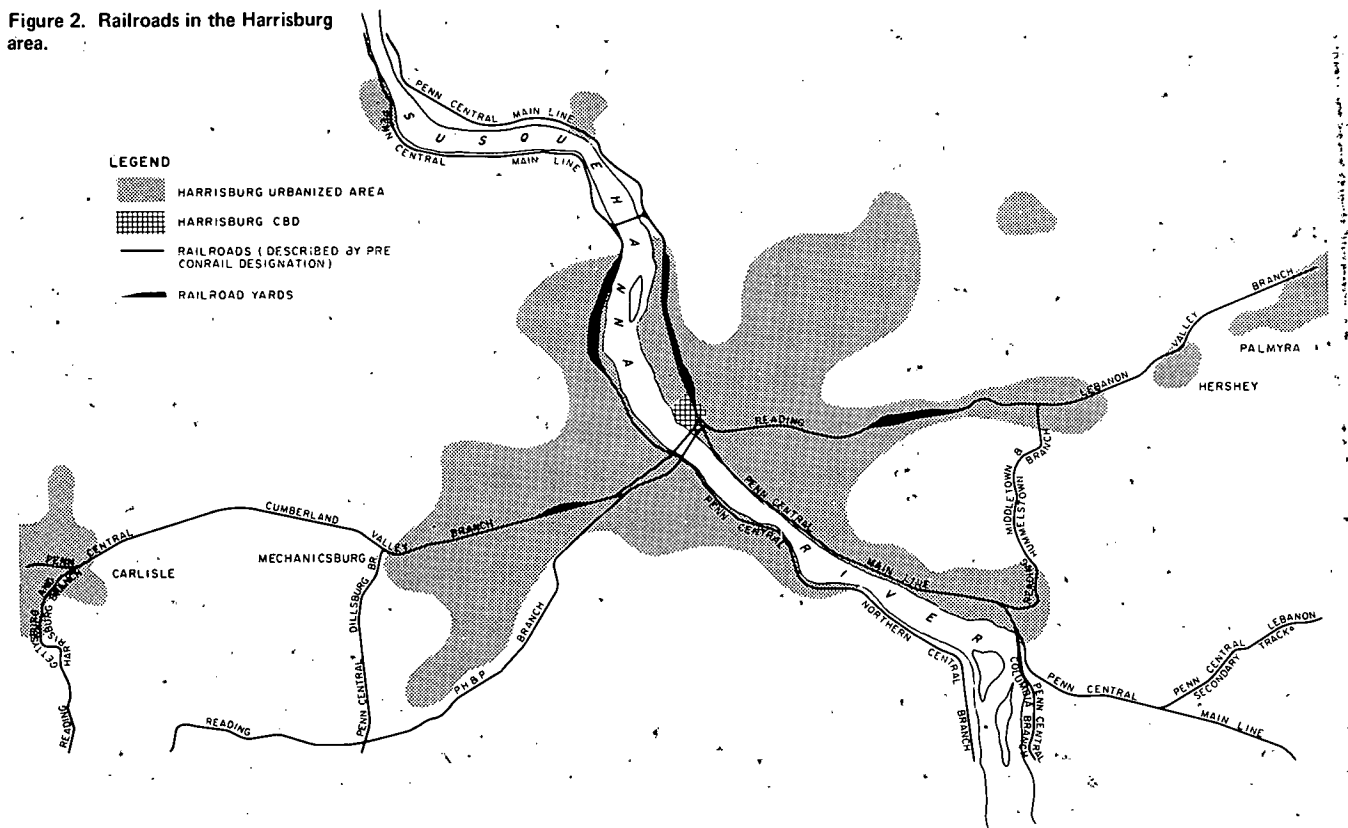 Figure 2. Railroads in the Harrisburg
area.
LEGEND
HARRISBURG URBANIZED AREA
HARRISBURG CBD
RAILROADS (DESCRIBED BY PRE
CONRAIL DESIGNATION)
RAILROAD YARDS
PENN CENTRAL MAIN LINE
PENN CENTRAL MAIN LINE
SUSQUEHANNA
RIVER
READING
LEBANON
VALLEY
BRANCH
PALMYRA
HERSHEY
MIDDLETOWN &
HUMMELSTOWN
BRANCH
READING
PENN CENTRAL
MAIN LINE
PENN CENTRAL
NORTHERN
CENTRAL
BRANCH
PENN CENTRAL
COLUMBIA BRANCH
PENN CENTRAL
MAIN LINE
PENN CENTRAL
SECONDARY
LEBANON
TRACK
PENN CENTRAL
CUMBERLAND
VALLEY
BRANCH
CARLISLE
MECHANICSBURG
PENN CENTRAL
DILLSBURG BR.
READING
PH&P
BRANCH
GETTYSBURG AND
HARRISBURG BRANCH
READING